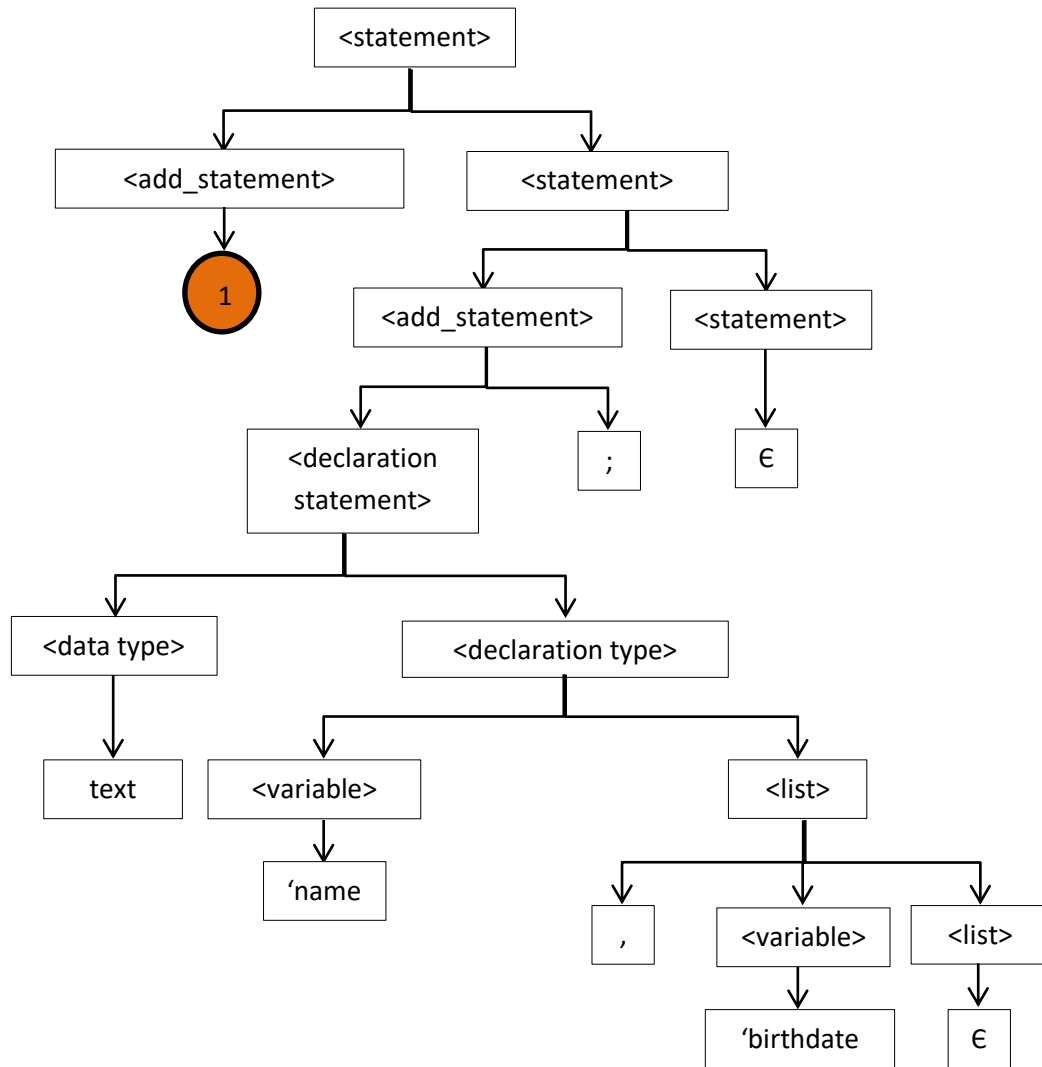 <statement>
<add_statement>
<statement>
1
<add_statement>
<statement>
<declaration
statement>
;
Є
<data type>
<declaration type>
text
<variable>
<list>
‘name
,
<variable>
<list>
‘birthdate
Є